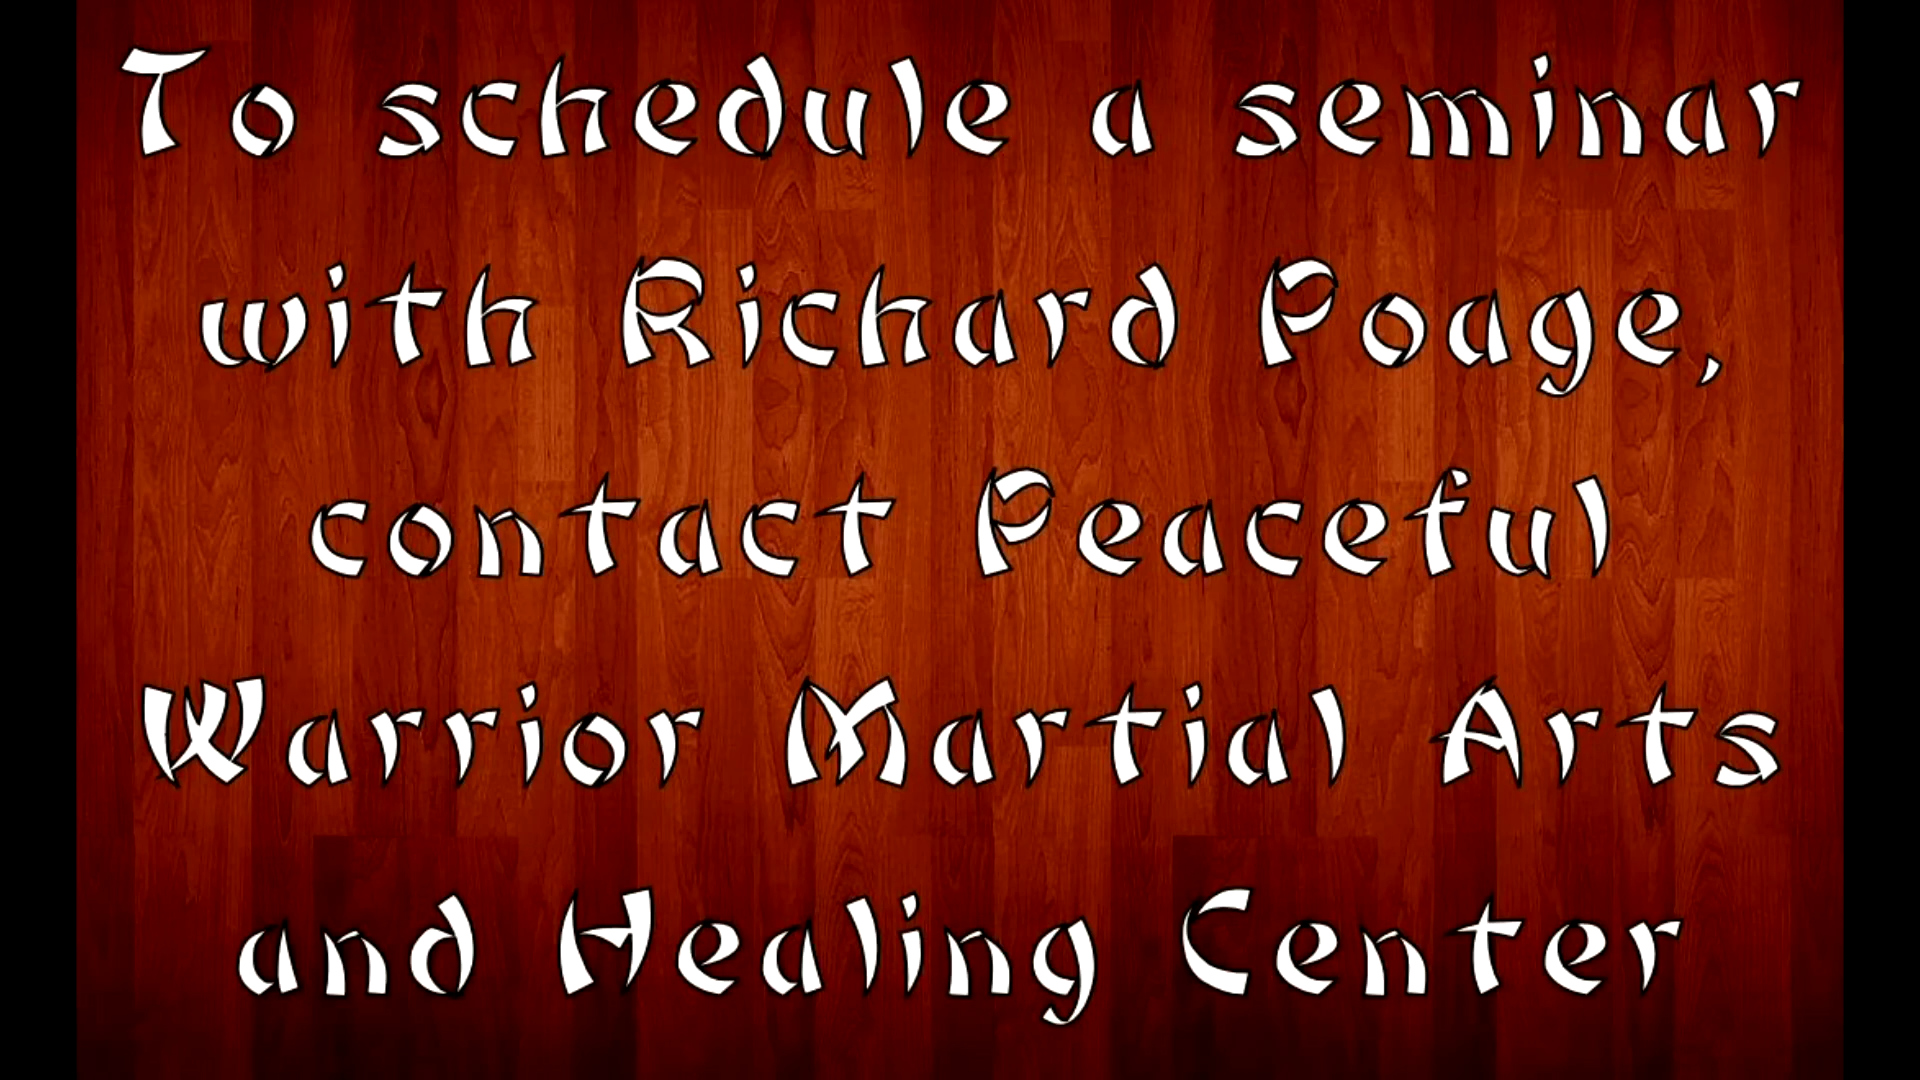 To schedule a seminar
with Richard Poage,
contact Peaceful
Warrior Martial Arts
and Healing Center